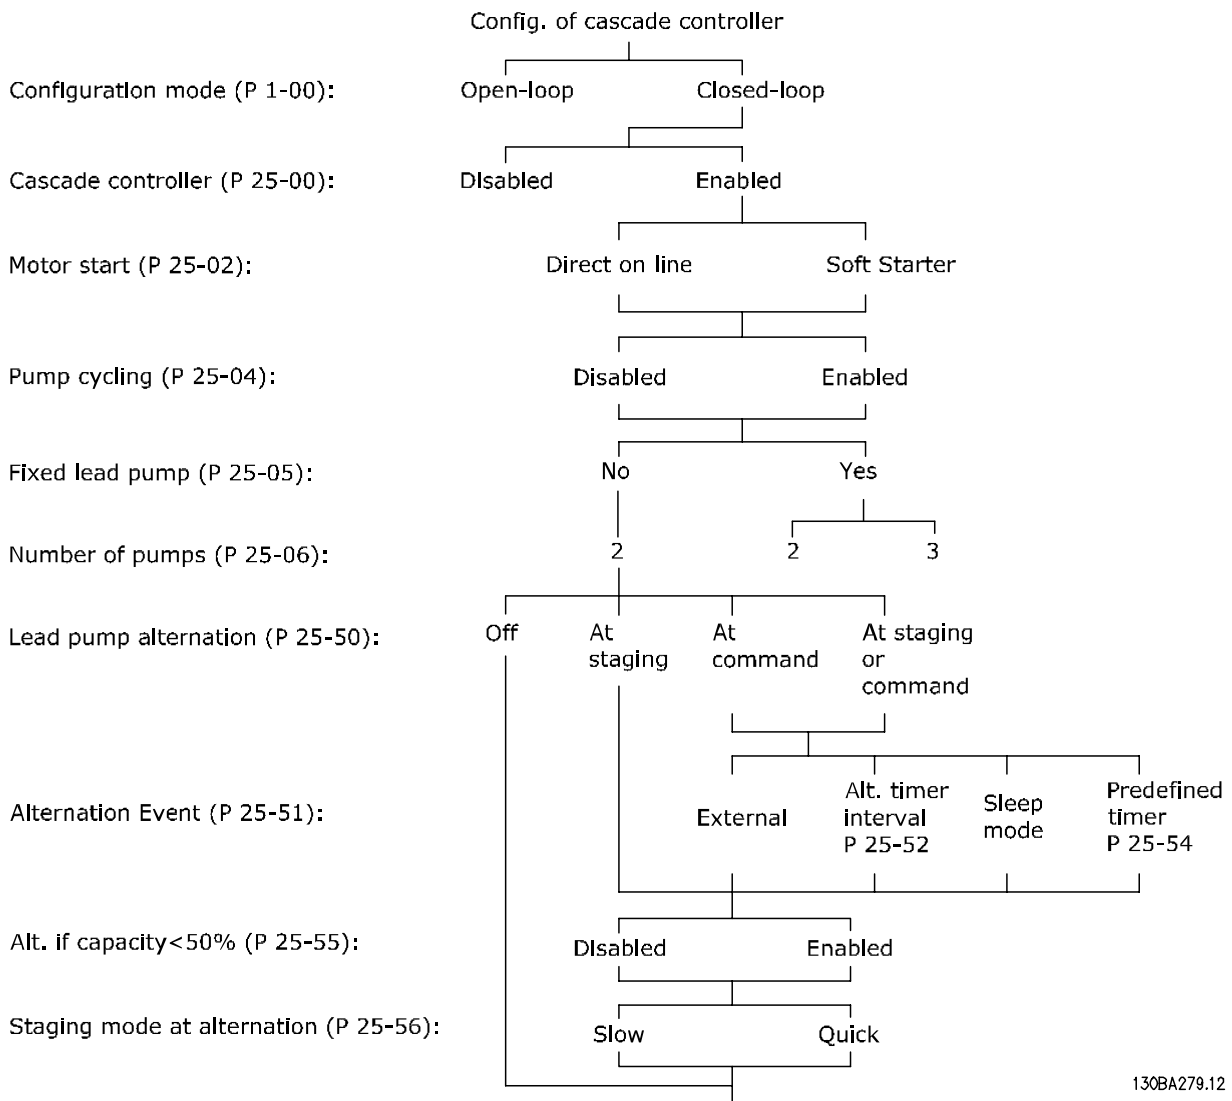 Config. of cascade controller
Configuration mode (P 1-00): Open-loop Closed-loop
Cascade controller (P 25-00): Disabled Enabled
Motor start (P 25-02): Direct on line Soft Starter
Pump cycling (P 25-04): Disabled Enabled
Fixed lead pump (P 25-05): No Yes
Number of pumps (P 25-06): 2 2 3
Lead pump alternation (P 25-50): Off At staging At command At staging or command
Alternation Event (P 25-51): External Alt. timer interval P 25-52 Sleep mode Predefined timer P 25-54
Alt. if capacity<50% (P 25-55): Disabled Enabled
Staging mode at alternation (P 25-56): Slow Quick
130BA279.12